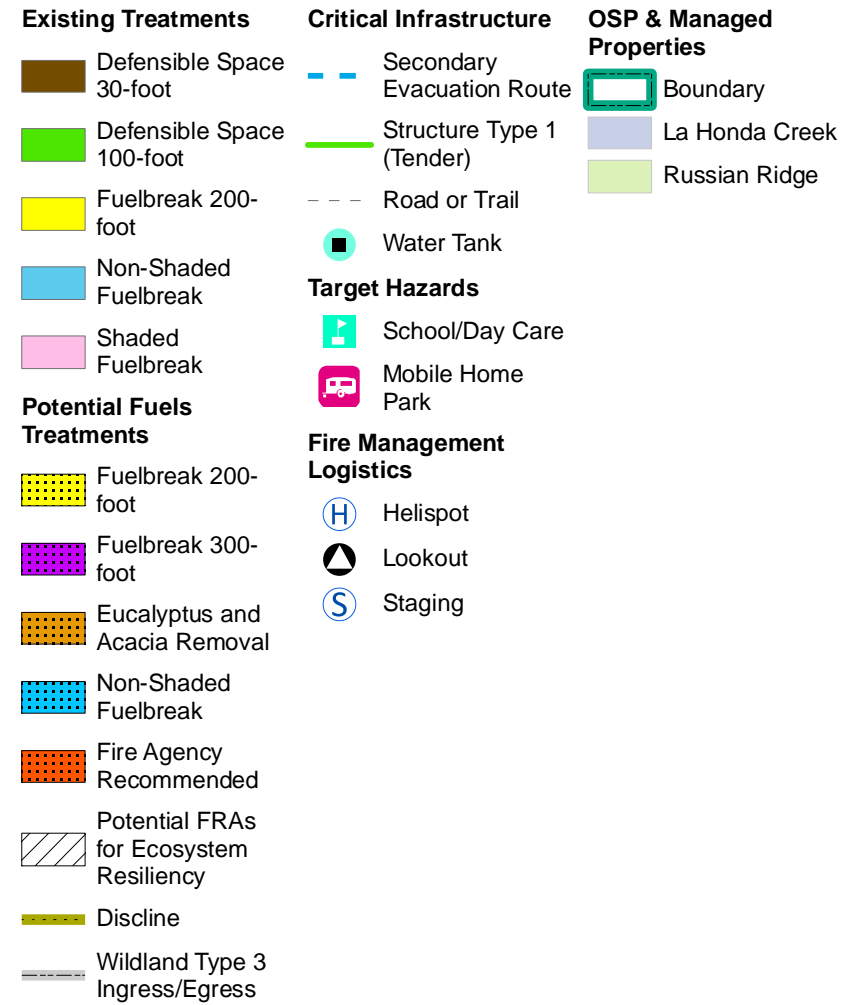 Existing Treatments
Defensible Space
30-foot
Defensible Space
100-foot
Fuelbreak 200-
foot
Non-Shaded
Fuelbreak
Shaded
Fuelbreak
Potential Fuels
Treatments
Fuelbreak 200-
foot
Fuelbreak 300-
foot
Eucalyptus and
Acacia Removal
Non-Shaded
Fuelbreak
Fire Agency
Recommended
Potential FRAs
for Ecosystem
Resiliency
Discline
Wildland Type 3
Ingress/Egress
Critical Infrastructure
Secondary
Evacuation Route
Structure Type 1
(Tender)
Road or Trail
Water Tank
Target Hazards
School/Day Care
Mobile Home
Park
Fire Management
Logistics
H Helispot
Lookout
S Staging
OSP & Managed
Properties
Boundary
La Honda Creek
Russian Ridge